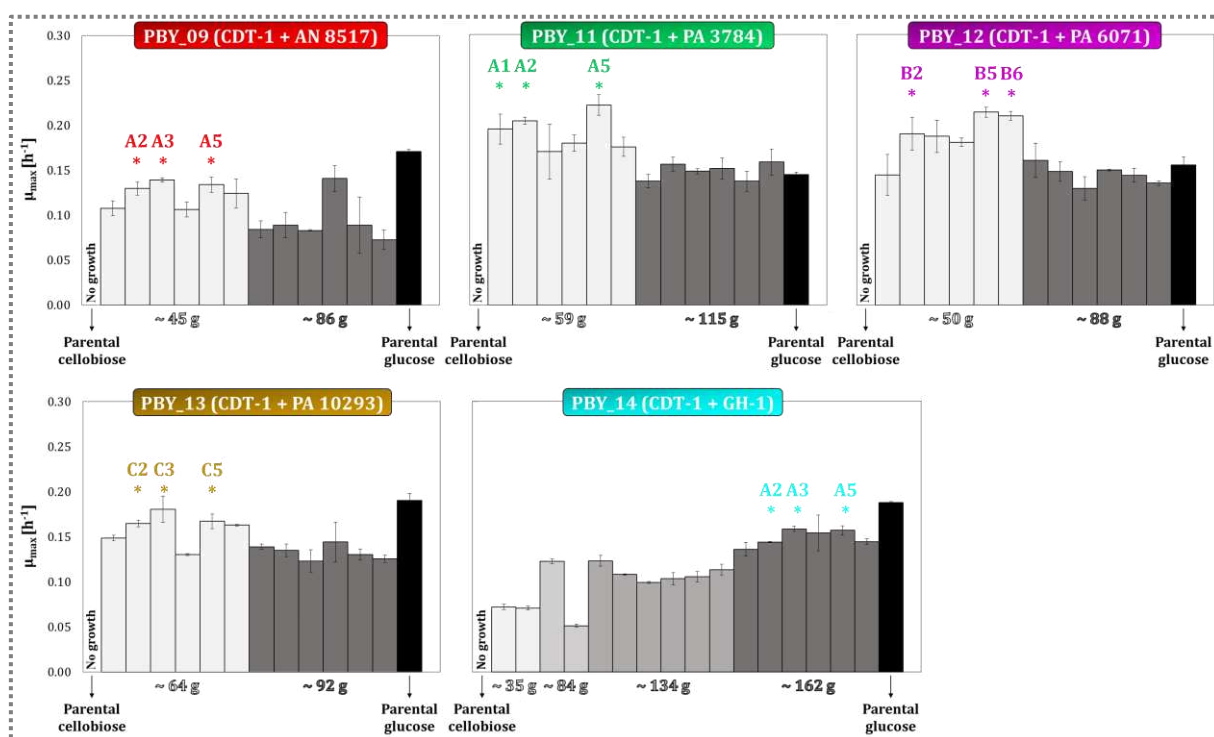 PBY_09 (CDT-1 + AN 8517)
PBY_11 (CDT-1 + PA 3784)
PBY_12 (CDT-1 + PA 6071)
0.30
0.25
0.20
0.15
0.10
0.05
0.00
μmax [h-1]
A2 A3 A5
* * *
No growth
~ 45 g ~ 86 g
Parental cellobiose
Parental glucose
A1 A2 A5
* * *
No growth
~ 59 g ~ 115 g
Parental cellobiose
Parental glucose
B2 B5 B6
* * *
No growth
~ 50 g ~ 88 g
Parental cellobiose
Parental glucose
PBY_13 (CDT-1 + PA 10293)
PBY_14 (CDT-1 + GH-1)
0.30
0.25
0.20
0.15
0.10
0.05
0.00
μmax [h-1]
C2 C3 C5
* * *
No growth
~ 64 g ~ 92 g
Parental cellobiose
Parental glucose
A2 A3 A5
* * *
No growth
~ 35 g ~ 84 g ~ 134 g ~ 162 g
Parental cellobiose
Parental glucose